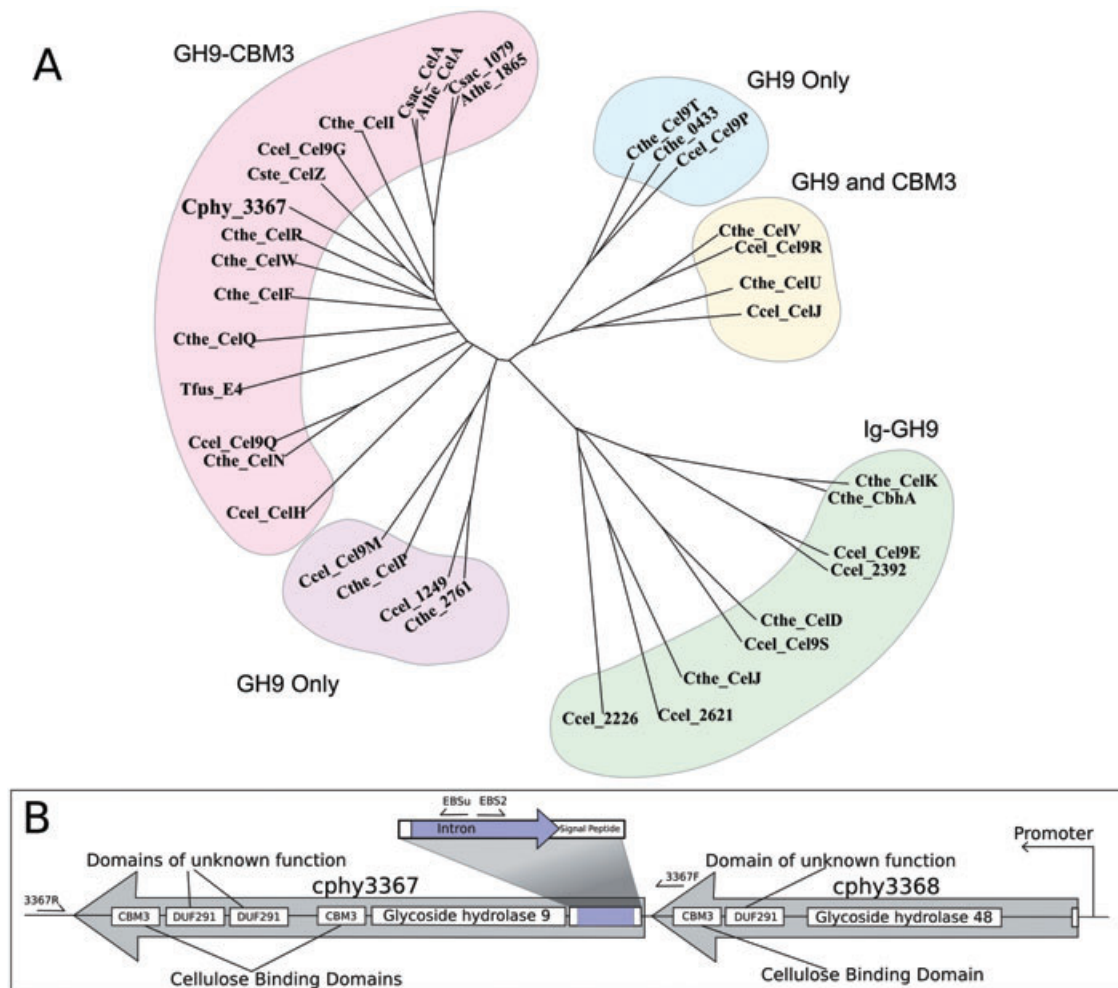 A
GH9-CBM3
Csac_CelA
Athe_CelA
Csac_1079
Athe_1865
Cthe_CelI
Ccel_Cel9G
Cste_CelZ
Cphy_3367
Cthe_CelR
Cthe_CelW
Cthe_CelF
Cthe_CelQ
Tfus_E4
Ccel_Cel9Q
Cthe_CelN
Ccel_CelH
GH9 Only
Cthe_Cel9T
Cthe_0433
Ccel_Cel9P
GH9 and CBM3
Cthe_CelV
Ccel_Cel9R
Cthe_CelU
Ccel_CelJ
Ig-GH9
Cthe_CelK
Cthe_CbhA
Ccel_Cel9E
Ccel_2392
Cthe_CelD
Ccel_Cel9S
Cthe_CelJ
Ccel_2621
Ccel_2226
Ccel_Cel9M
Cthe_CelP
Ccel_1249
Cthe_2761
GH9 Only
B
EBSu EBS2
Intron
Signal Peptide
Promoter
Domains of unknown function
Domain of unknown function
3367R
cphy3367
3367F
cphy3368
CBM3 DUF291 DUF291 CBM3 Glycoside hydrolase 9
CBM3 DUF291 Glycoside hydrolase 48
Cellulose Binding Domains
Cellulose Binding Domain